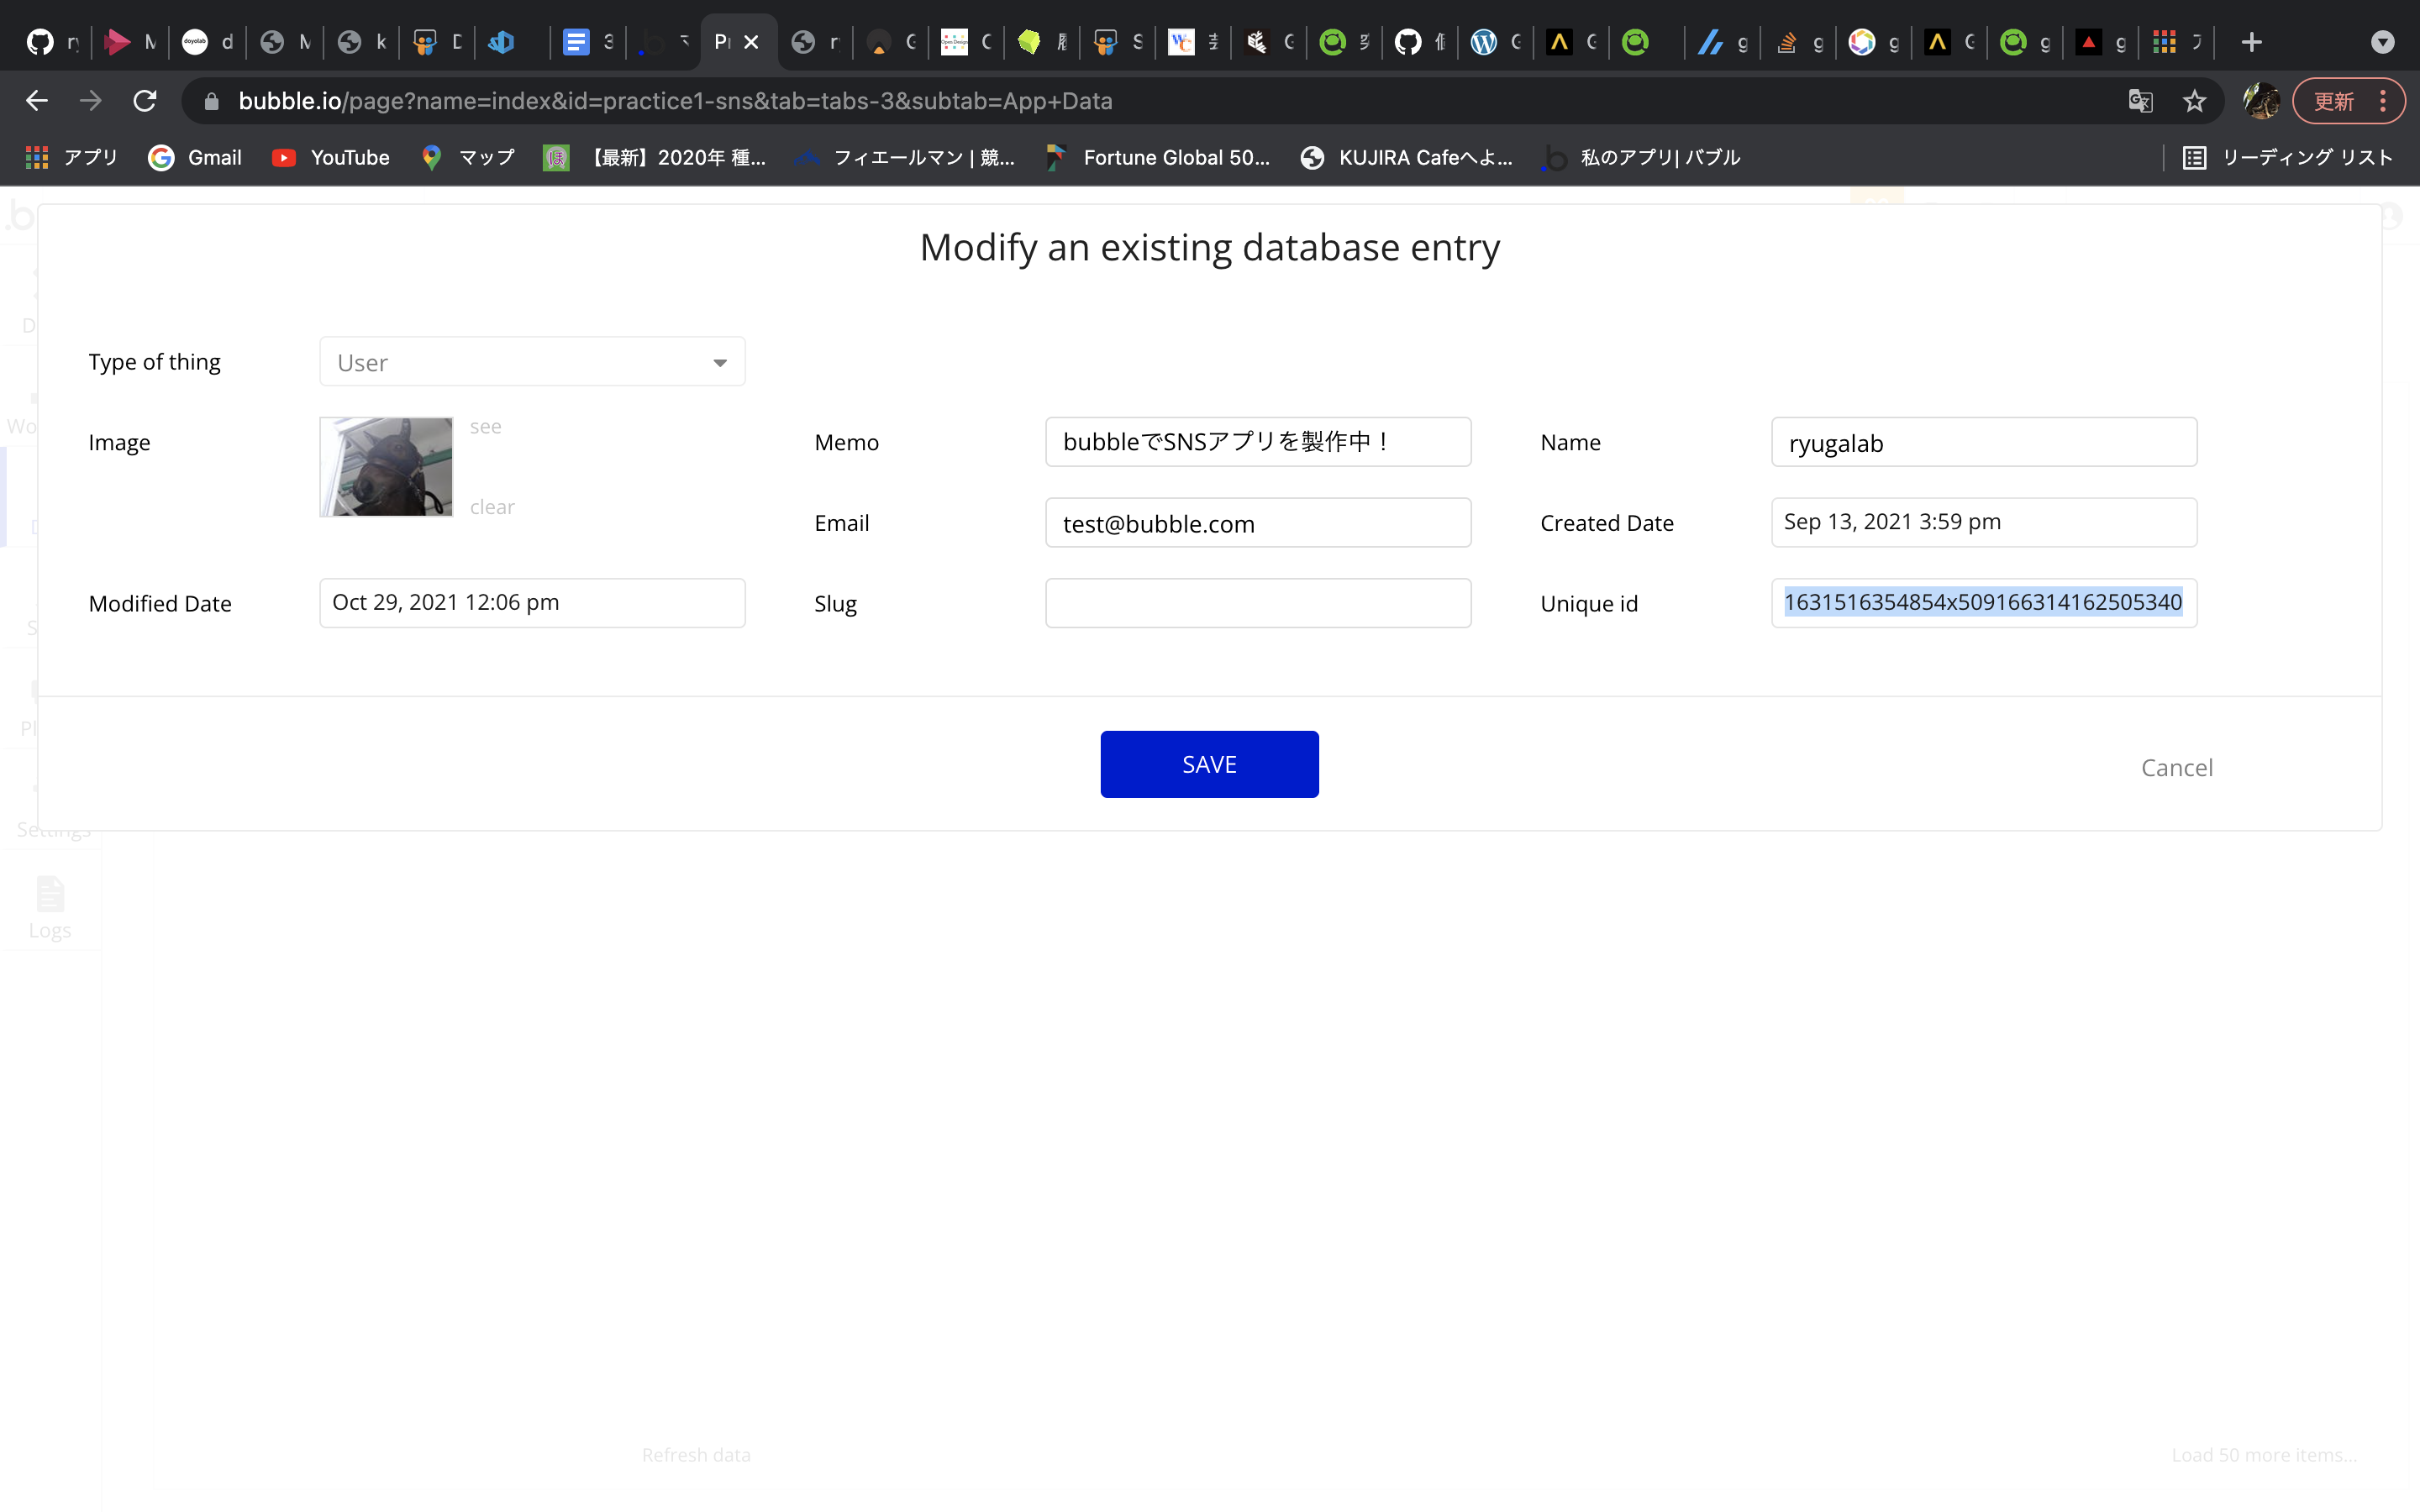 bubble.io/page?name=index&id=practice1-sns&tab=tabs-3&subtab=App+Data
更新
アプリ Gmail YouTube マップ 【最新】2020年 種... フィエールマン | 競... Fortune Global 50... KUJIRA Cafeへよ... 私のアプリ| バブル リーディング リスト
Modify an existing database entry
Type of thing User
Image see clear
Memo bubbleでSNSアプリを製作中！
Name ryugalab
Email test@bubble.com
Created Date Sep 13, 2021 3:59 pm
Modified Date Oct 29, 2021 12:06 pm
Slug
Unique id 1631516354854x509166314162505340
SAVE
Cancel
Settings
Logs
Refresh data
Load 50 more items...